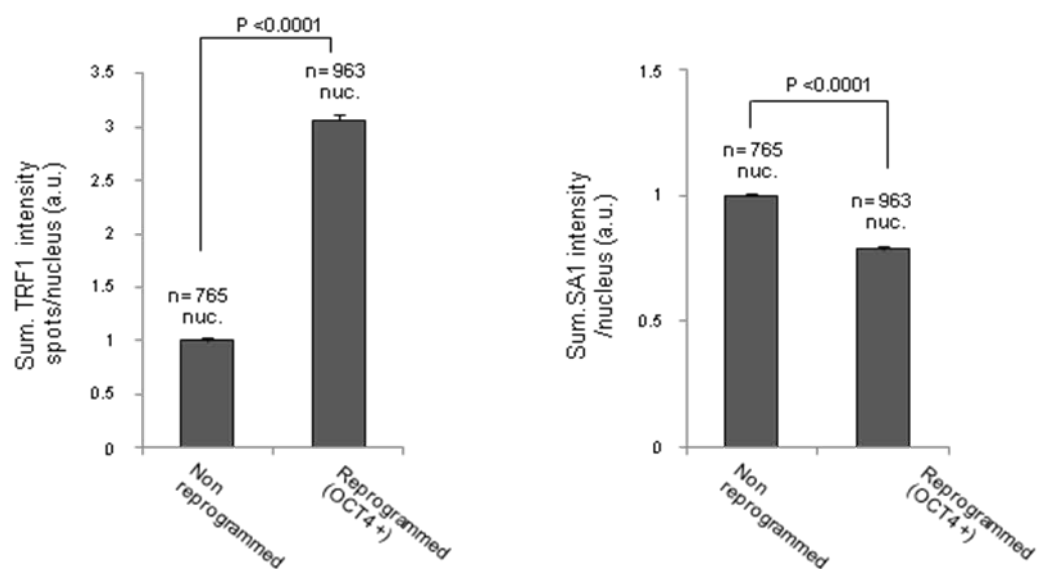 P <0.0001
3.5
3
2.5
2
1.5
1
0.5
0
Sum. TRF1 intensity
spots/nucleus (a.u.)
n=765
nuc.
n=963
nuc.
Non
reprogrammed
Reprogrammed
(OCT4+)
P <0.0001
1.5
1
0.5
0
Sum.SA1 intensity
/nucleus (a.u.)
n=765
nuc.
n=963
nuc.
Non
reprogrammed
Reprogrammed
(OCT4+)